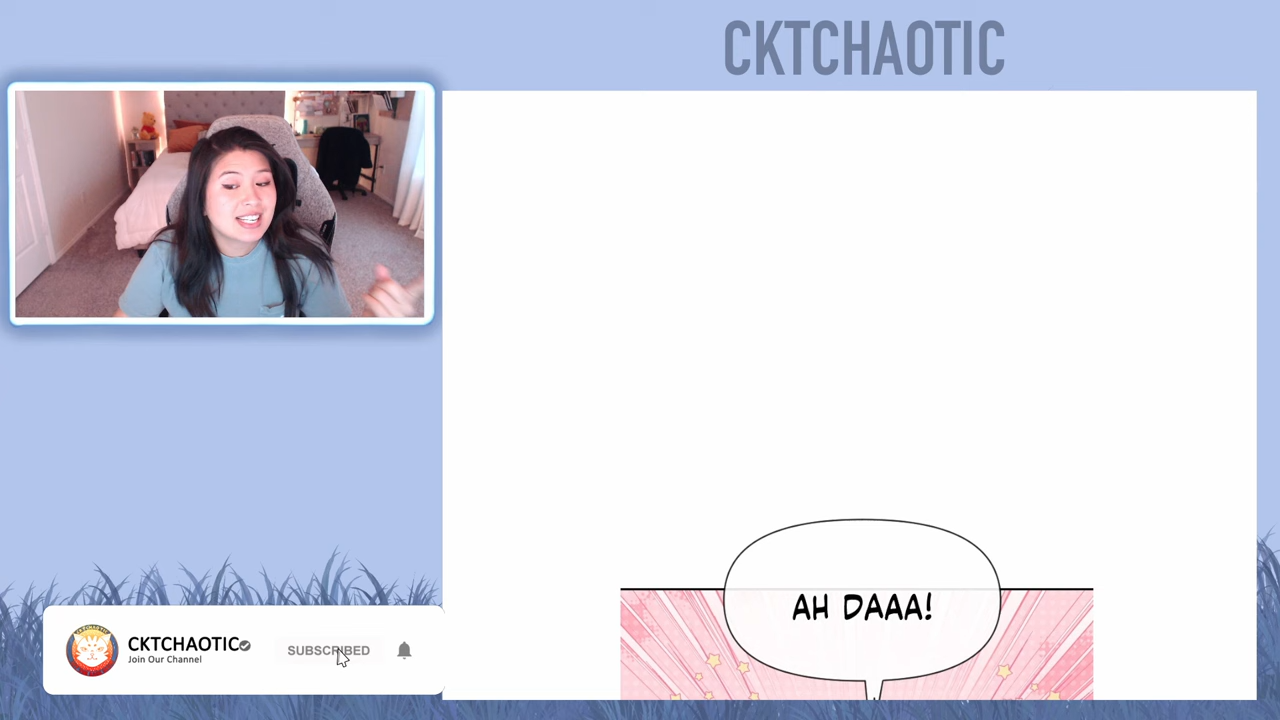 CKTCHAOTIC
AH DAAA!
CKTCHAOTIC
Join Our Channel
SUBSCRIBED